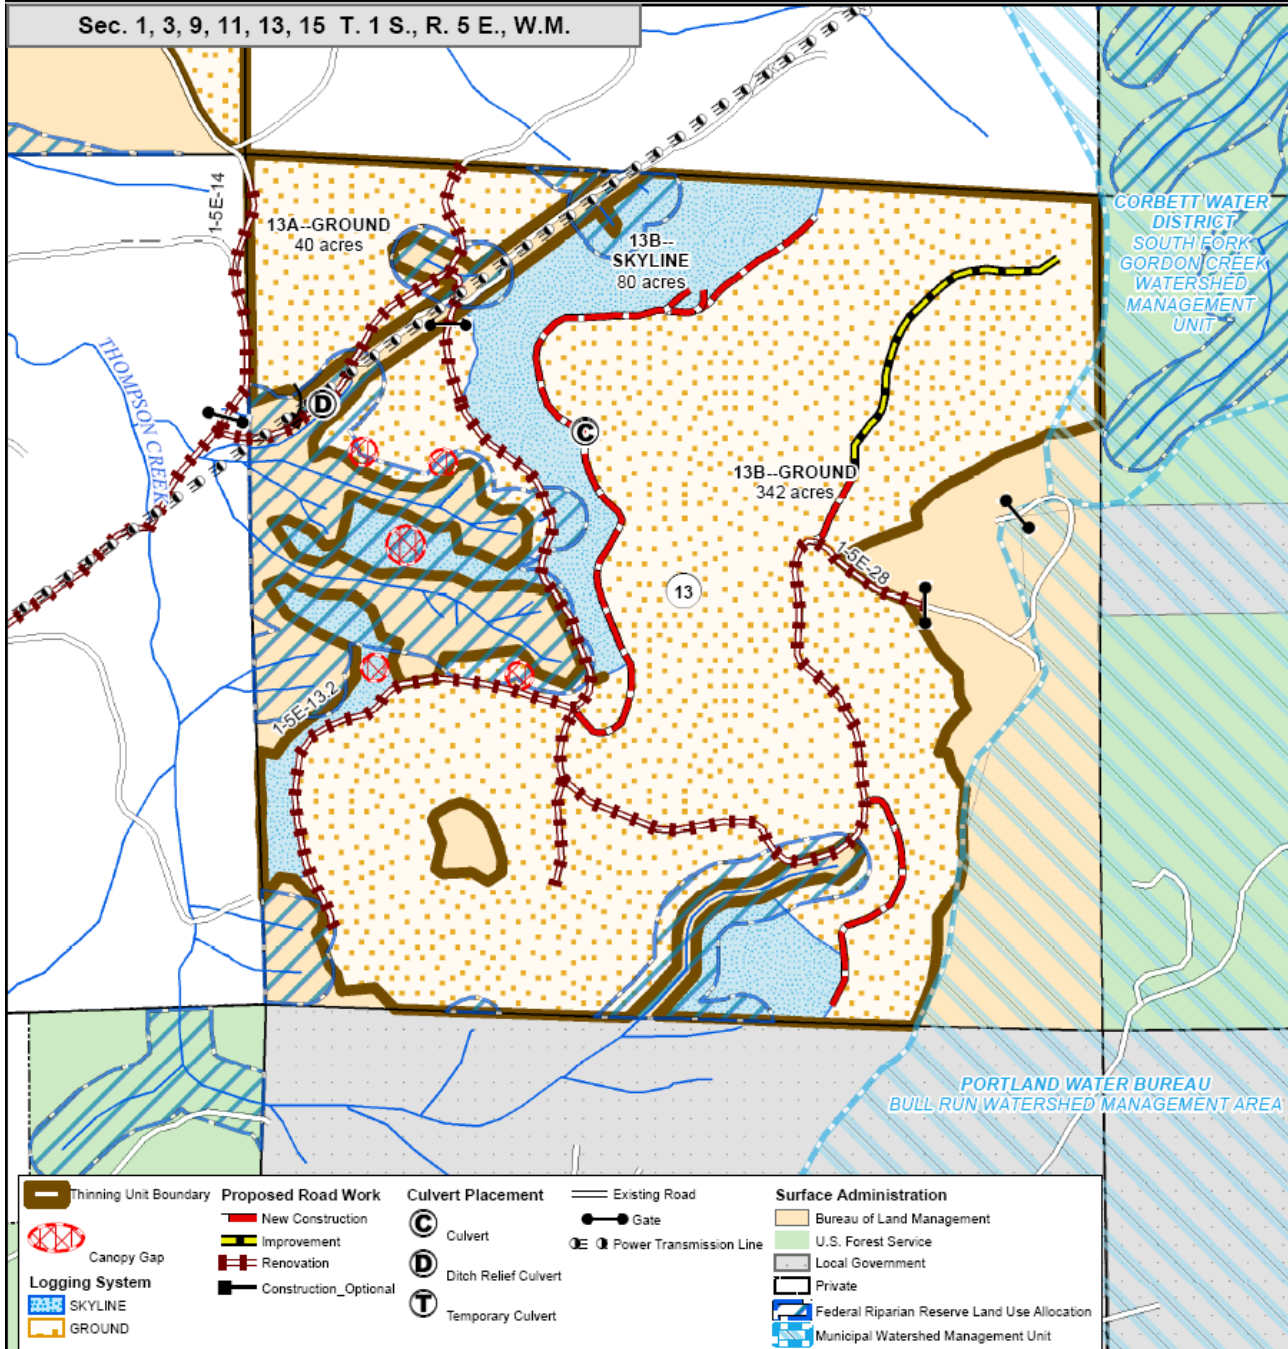 Sec. 1, 3, 9, 11, 13, 15 T. 1 S., R. 5 E., W.M.
1-5E-14
13A--GROUND
40 acres
13B--
SKYLINE
80 acres
CORBETT WATER
DISTRICT
SOUTH FORK
GORDON CREEK
WATERSHED
MANAGEMENT
UNIT
THOMPSON CREEK
D
C
13B--GROUND
342 acres
1-5E-28
13
1-5E-13.2
PORTLAND WATER BUREAU
BULL RUN WATERSHED MANAGEMENT AREA
Thinning Unit Boundary
Canopy Gap
Logging System
SKYLINE
GROUND
Proposed Road Work
New Construction
Improvement
Renovation
Construction_Optional
Culvert Placement
C Culvert
D Ditch Relief Culvert
T Temporary Culvert
Existing Road
Gate
Power Transmission Line
Surface Administration
Bureau of Land Management
U.S. Forest Service
Local Government
Private
Federal Riparian Reserve Land Use Allocation
Municipal Watershed Management Unit